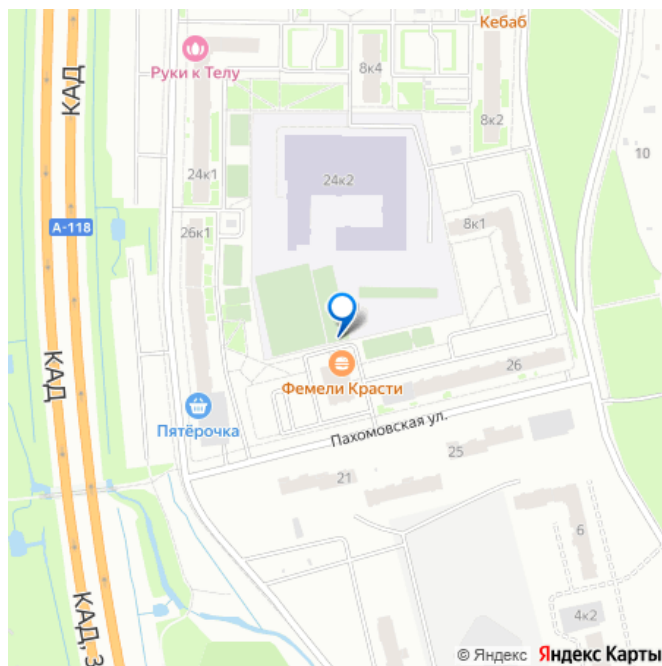 Кебаб
КАД
Руки к Телу
8к4
8к2
10
24к1
24к2
А-118
26к1
8к1
КАД
Фемели Красти
26
Пятёрочка
Пахомовская ул.
25
21
6
КАД, З
4к2
© Яндекс Яндекс Карты